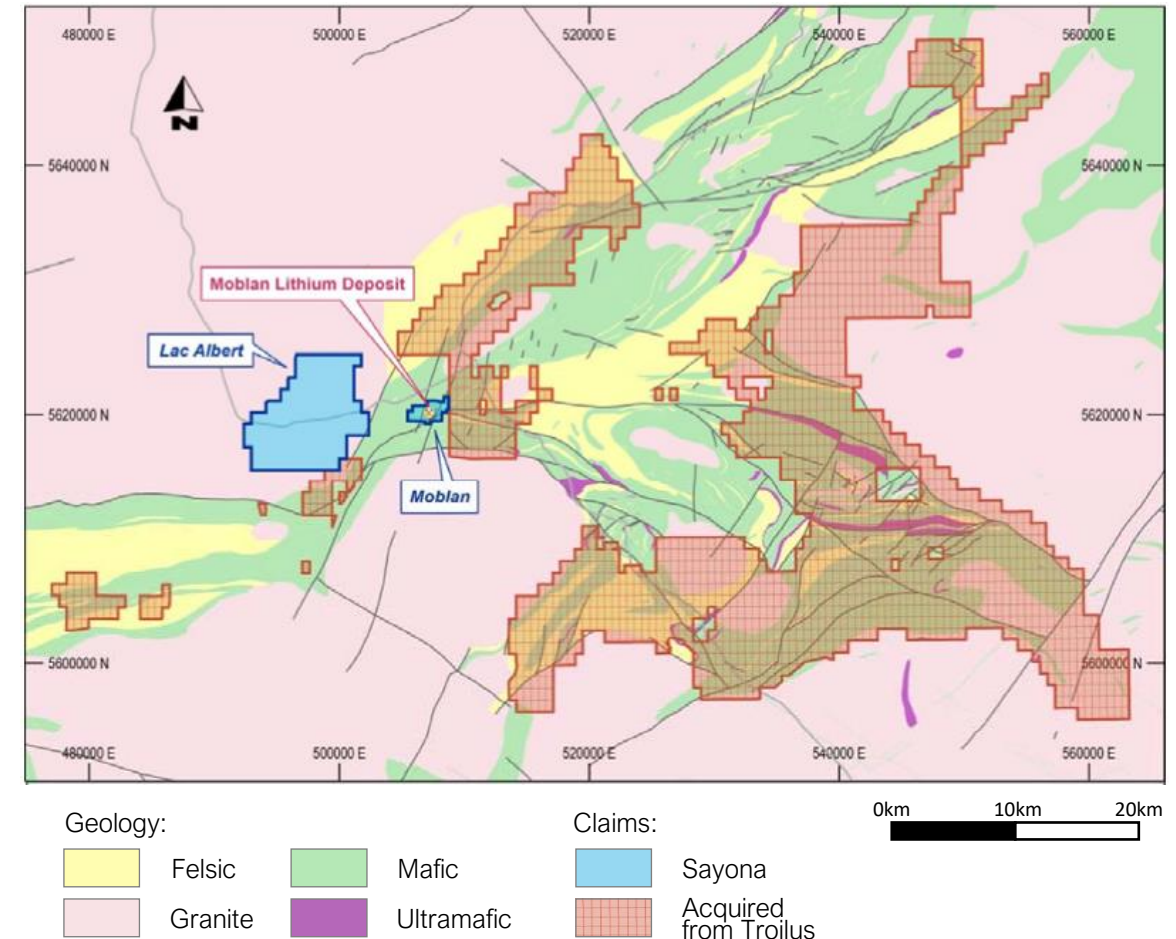 480000 E
500000 E
520000 E
540000 E
560000 E
N
5640000 N
5640000 N
Moblan Lithium Deposit
Lac Albert
5620000 N
5620000 N
Moblan
5600000 N
5600000 N
480000 E
500000 E
520000 E
540000 E
560000 E
0km 10km 20km
Geology:
Claims:
Felsic
Mafic
Sayona
Granite
Ultramafic
Acquired
from Troilus